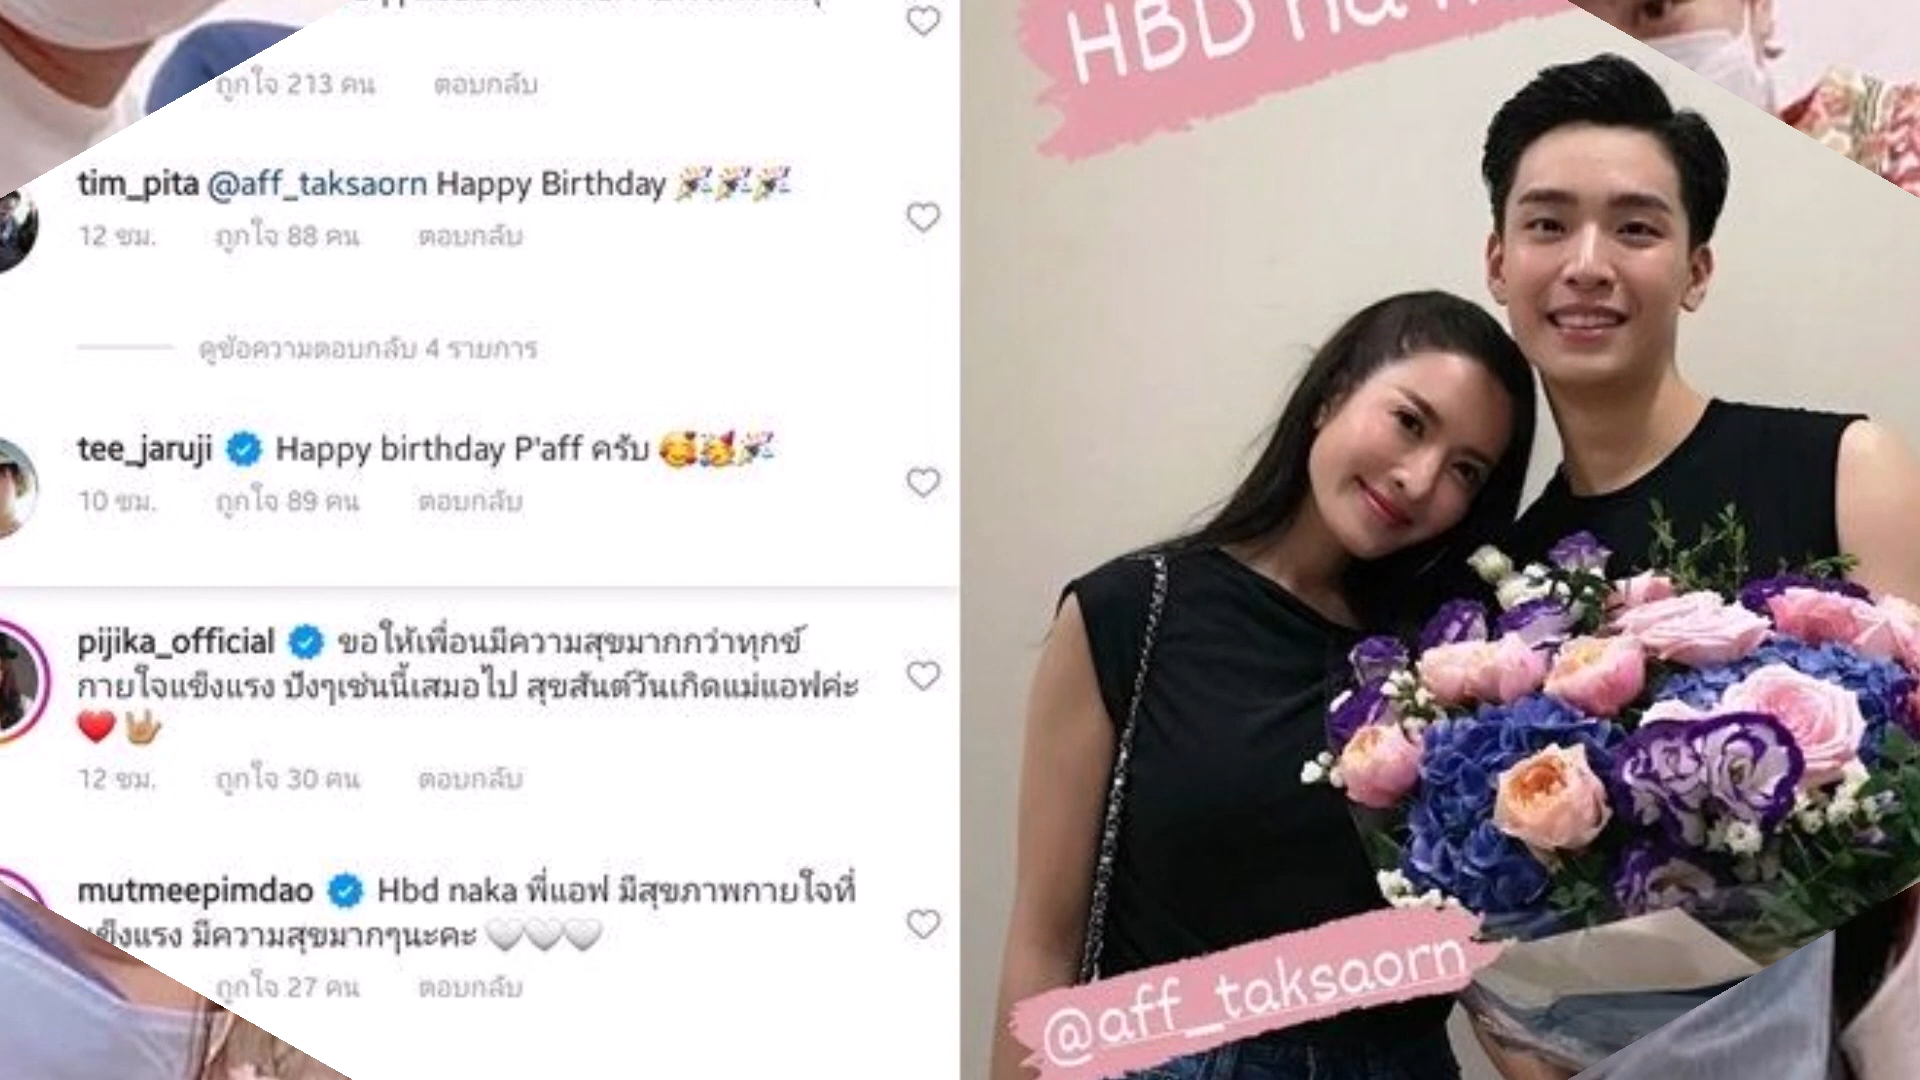 ถูกใจ 213 คน ตอบกลับ
tim_pita @aff_taksaorn Happy Birthday 🎉🎉🎉
12 ชม. ถูกใจ 88 คน ตอบกลับ
ดูข้อความตอบกลับ 4 รายการ
tee_jaruji Happy birthday P'aff ครับ 🥰🥳🎉
10 ชม. ถูกใจ 89 คน ตอบกลับ
pijika_official ขอให้เพื่อนมีความสุขมากกว่าทุกข์
กายใจแข็งแรง ปังๆเช่นนี้เสมอไป สุขสันต์วันเกิดแม่แอฟค่ะ
❤️🤟🏽
12 ชม. ถูกใจ 30 คน ตอบกลับ
mutmeepimdao Hbd naka พี่แอฟ มีสุขภาพกายใจที่
แข็งแรง มีความสุขมากๆนะคะ 🤍🤍🤍
ถูกใจ 27 คน ตอบกลับ
HBD na
@aff_taksaorn